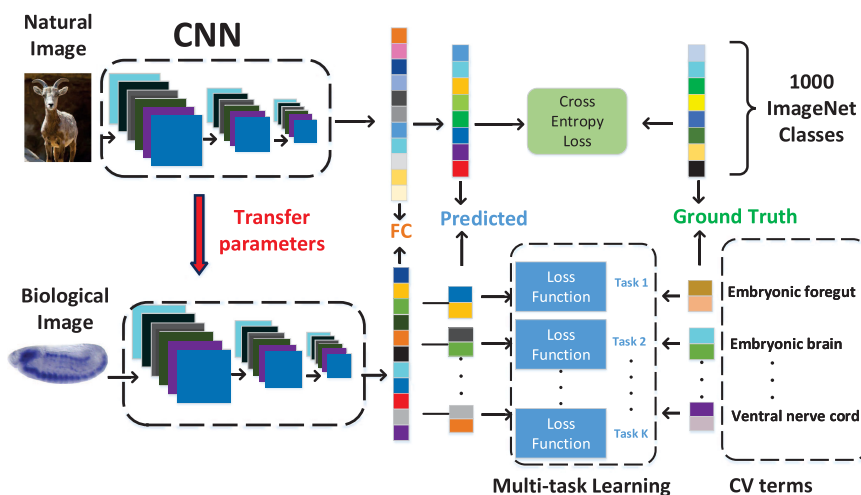 Natural
Image
CNN
Cross
Entropy
Loss
1000
ImageNet
Classes
Transfer
parameters
FC
Predicted
Ground Truth
Biological
Image
Loss
Function
Task 1
Embryonic foregut
Loss
Function
Task 2
Embryonic brain
Loss
Function
Task K
Ventral nerve cord
Multi-task Learning
CV terms